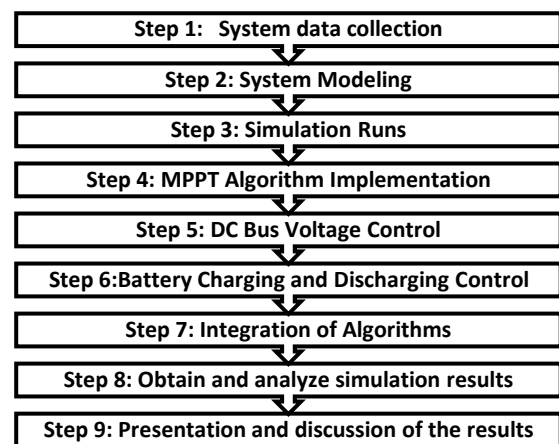 Step 1: System data collection
Step 2: System Modeling
Step 3: Simulation Runs
Step 4: MPPT Algorithm Implementation
Step 5: DC Bus Voltage Control
Step 6:Battery Charging and Discharging Control
Step 7: Integration of Algorithms
Step 8: Obtain and analyze simulation results
Step 9: Presentation and discussion of the results